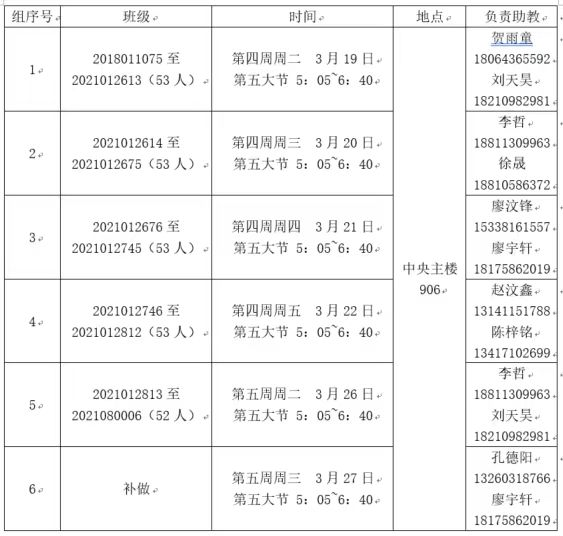 组序号 班级 时间 地点 负责助教
1
2018011075 至
2021012613（53 人）
第四周周二 3 月 19 日
第五大节 5：05~6：40
贺雨童
18064365592
刘天昊
18210982981
2
2021012614 至
2021012675（53 人）
第四周周三 3 月 20 日
第五大节 5：05~6：40
李哲
18811309963
徐晟
18810586372
3
2021012676 至
2021012745（53 人）
第四周周四 3 月 21 日
第五大节 5：05~6：40
廖汶锋
15338161557
廖宇轩
18175862019
中央主楼
906
4
2021012746 至
2021012812（53 人）
第四周周五 3 月 22 日
第五大节 5：05~6：40
赵汶鑫
13141151788
陈梓铭
13417102699
5
2021012813 至
2021080006（52 人）
第五周周二 3 月 26 日
第五大节 5：05~6：40
李哲
18811309963
刘天昊
18210982981
6
补做
第五周周三 3 月 27 日
第五大节 5：05~6：40
孔德阳
13260318766
廖宇轩
18175862019